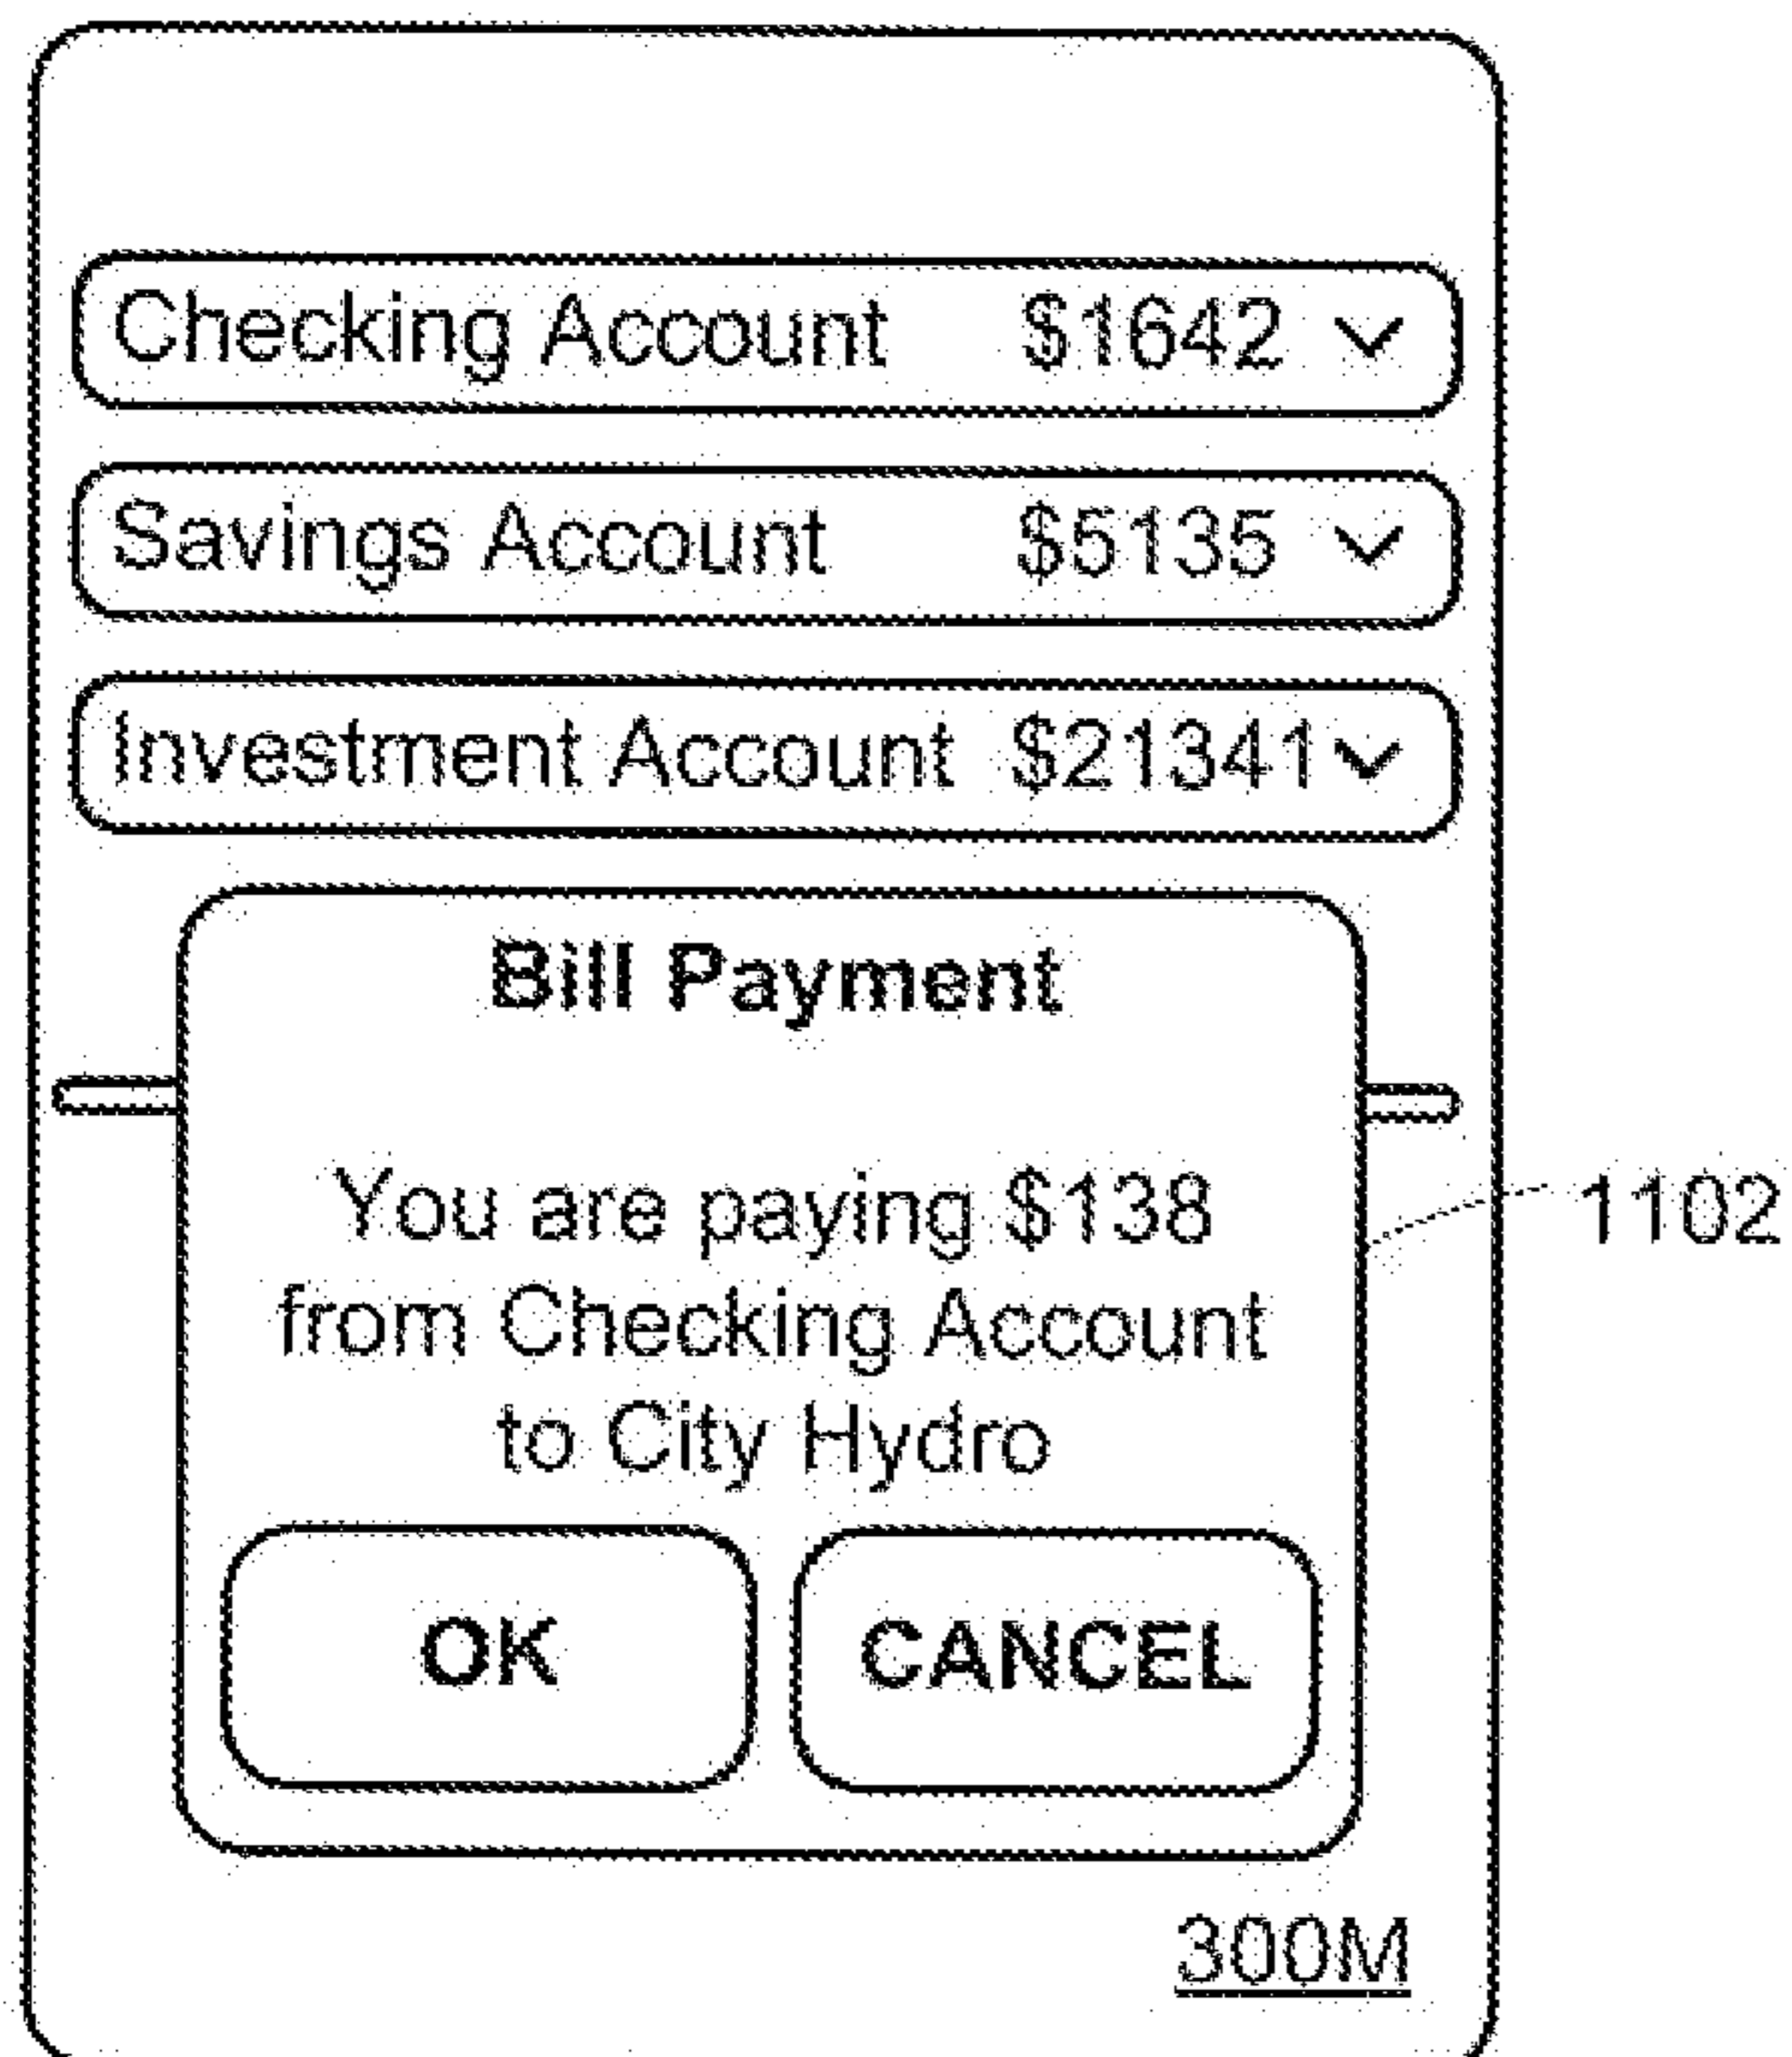 Checking Account $1642
Savings Account $5135
Investment Account $21341
Bill Payment
You are paying $138
from Checking Account
to City Hydro
OK CANCEL
1102
300M